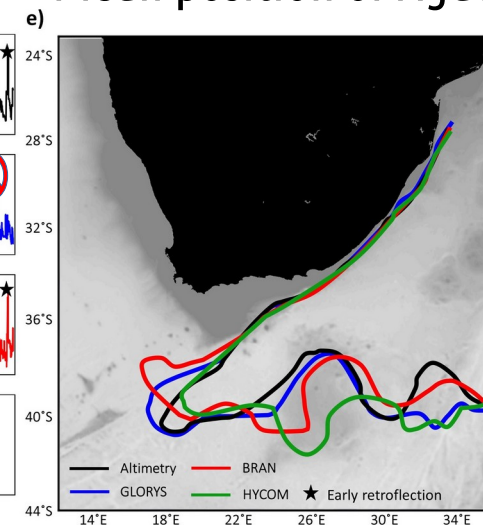 e)
24°S
28°S
32°S
36°S
40°S
44°S
Altimetry
BRAN
GLORYS
HYCOM
Early retroflection
14°E
18°E
22°E
26°E
30°E
34°E